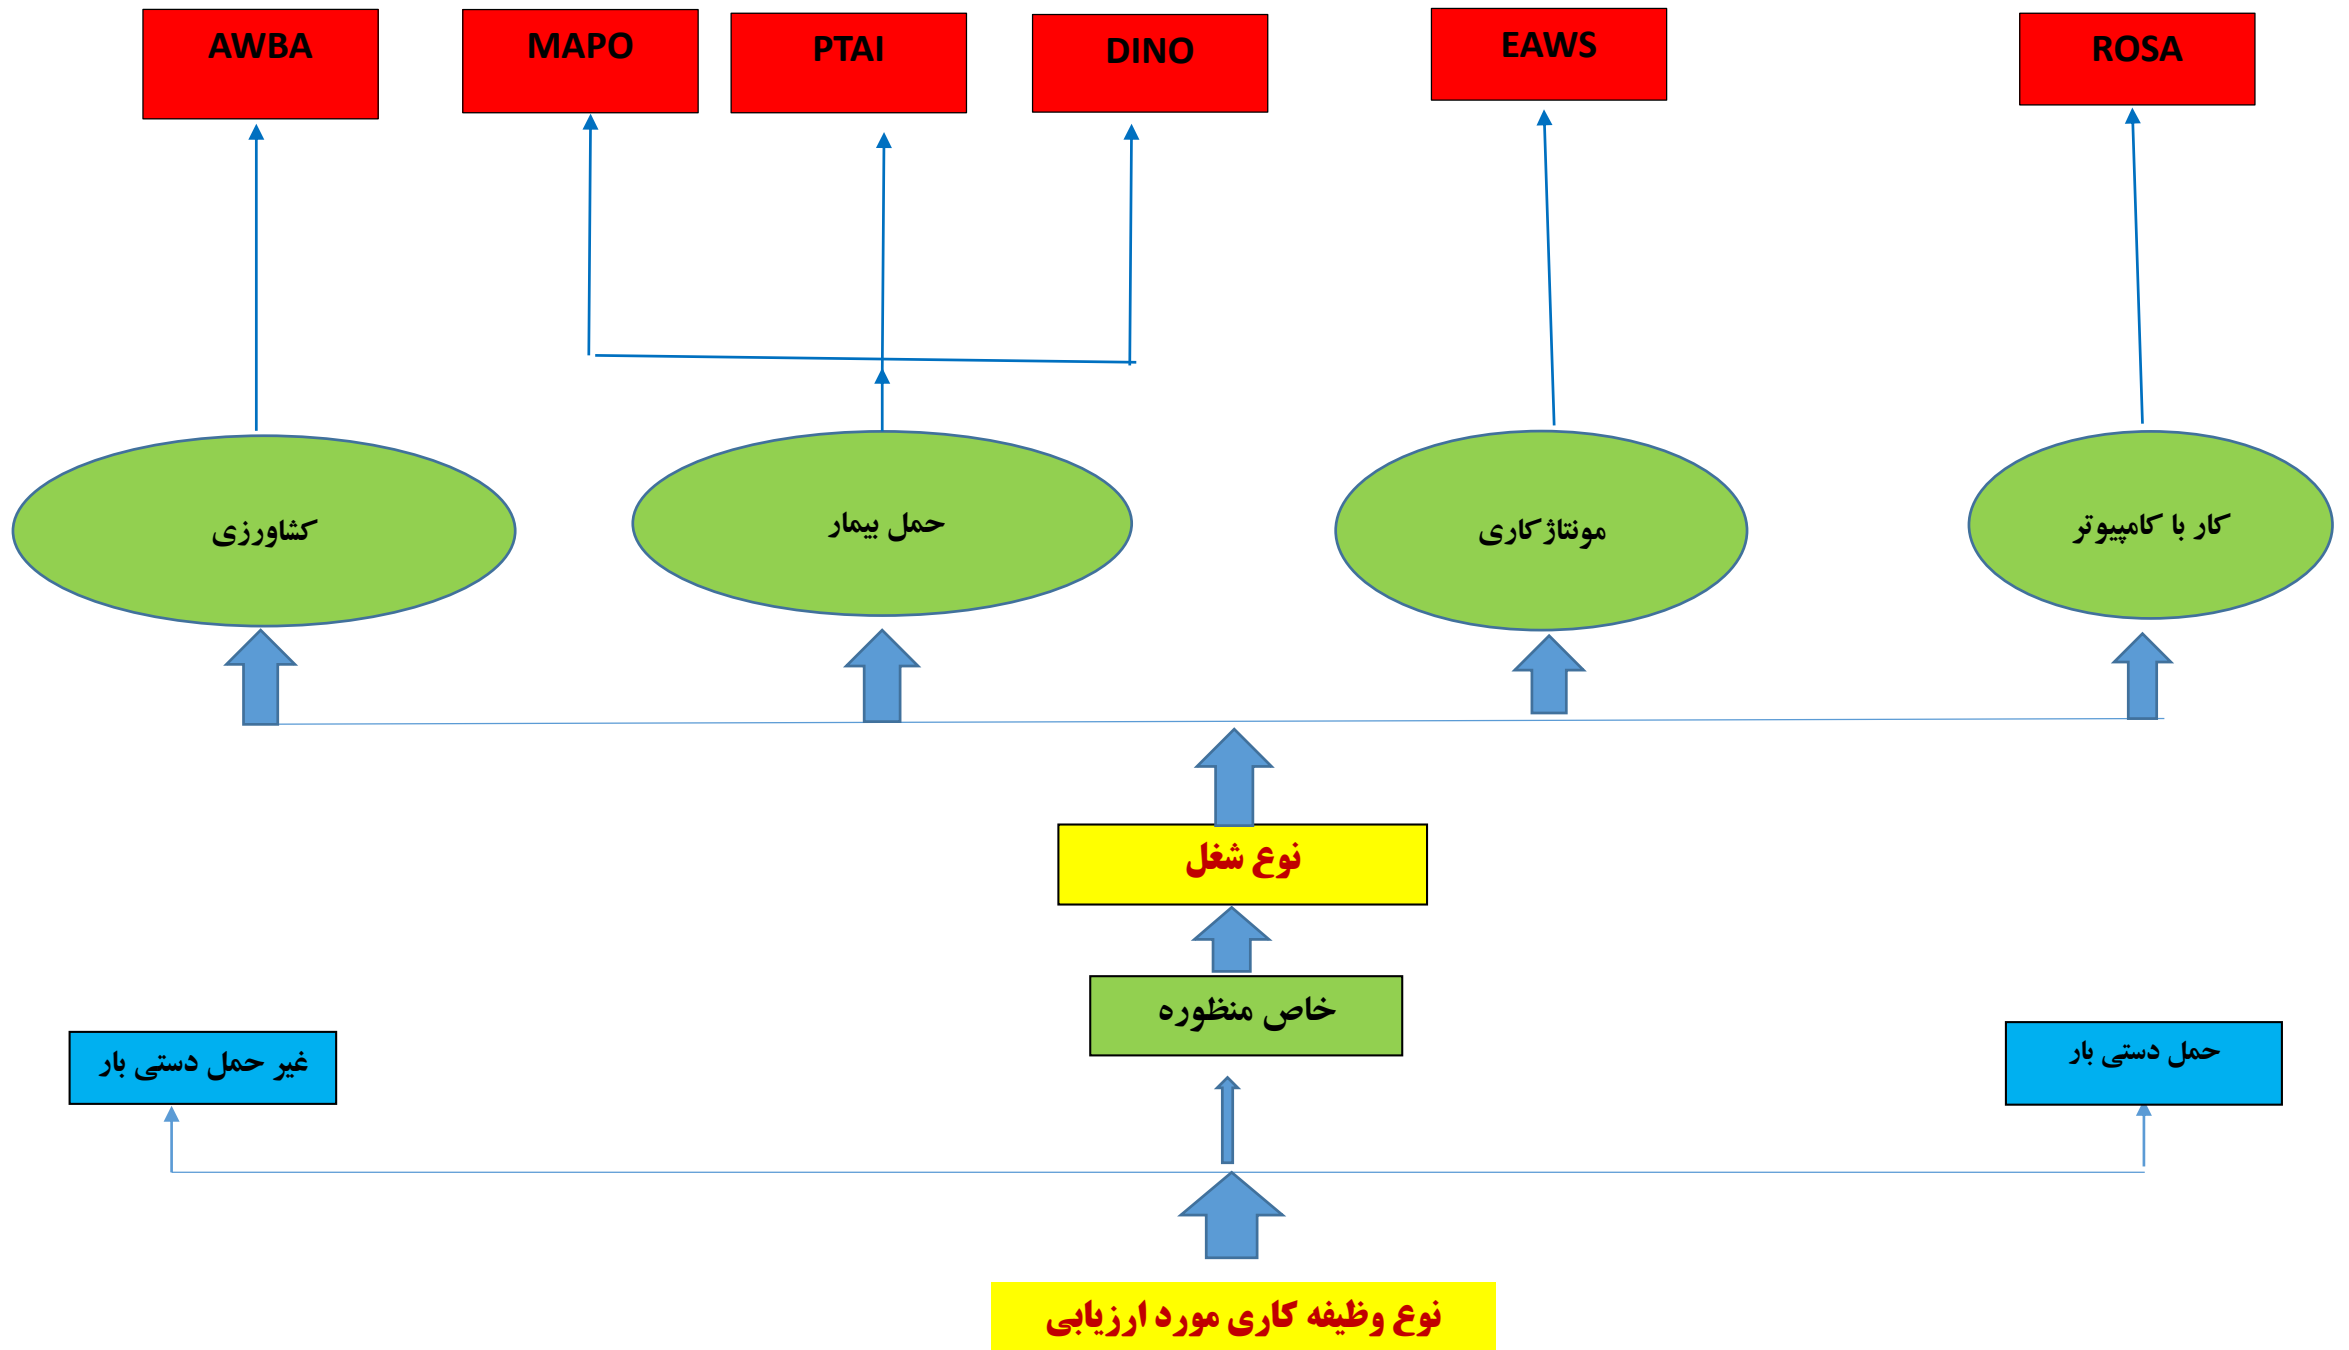 AWBA
MAPO
PTAI
DINO
EAWS
ROSA
کشاورزی
حمل بیمار
مونتاژکاری
کار با کامپیوتر
نوع شغل
خاص منظوره
غیر حمل دستی بار
حمل دستی بار
نوع وظیفه کاری مورد ارزیابی